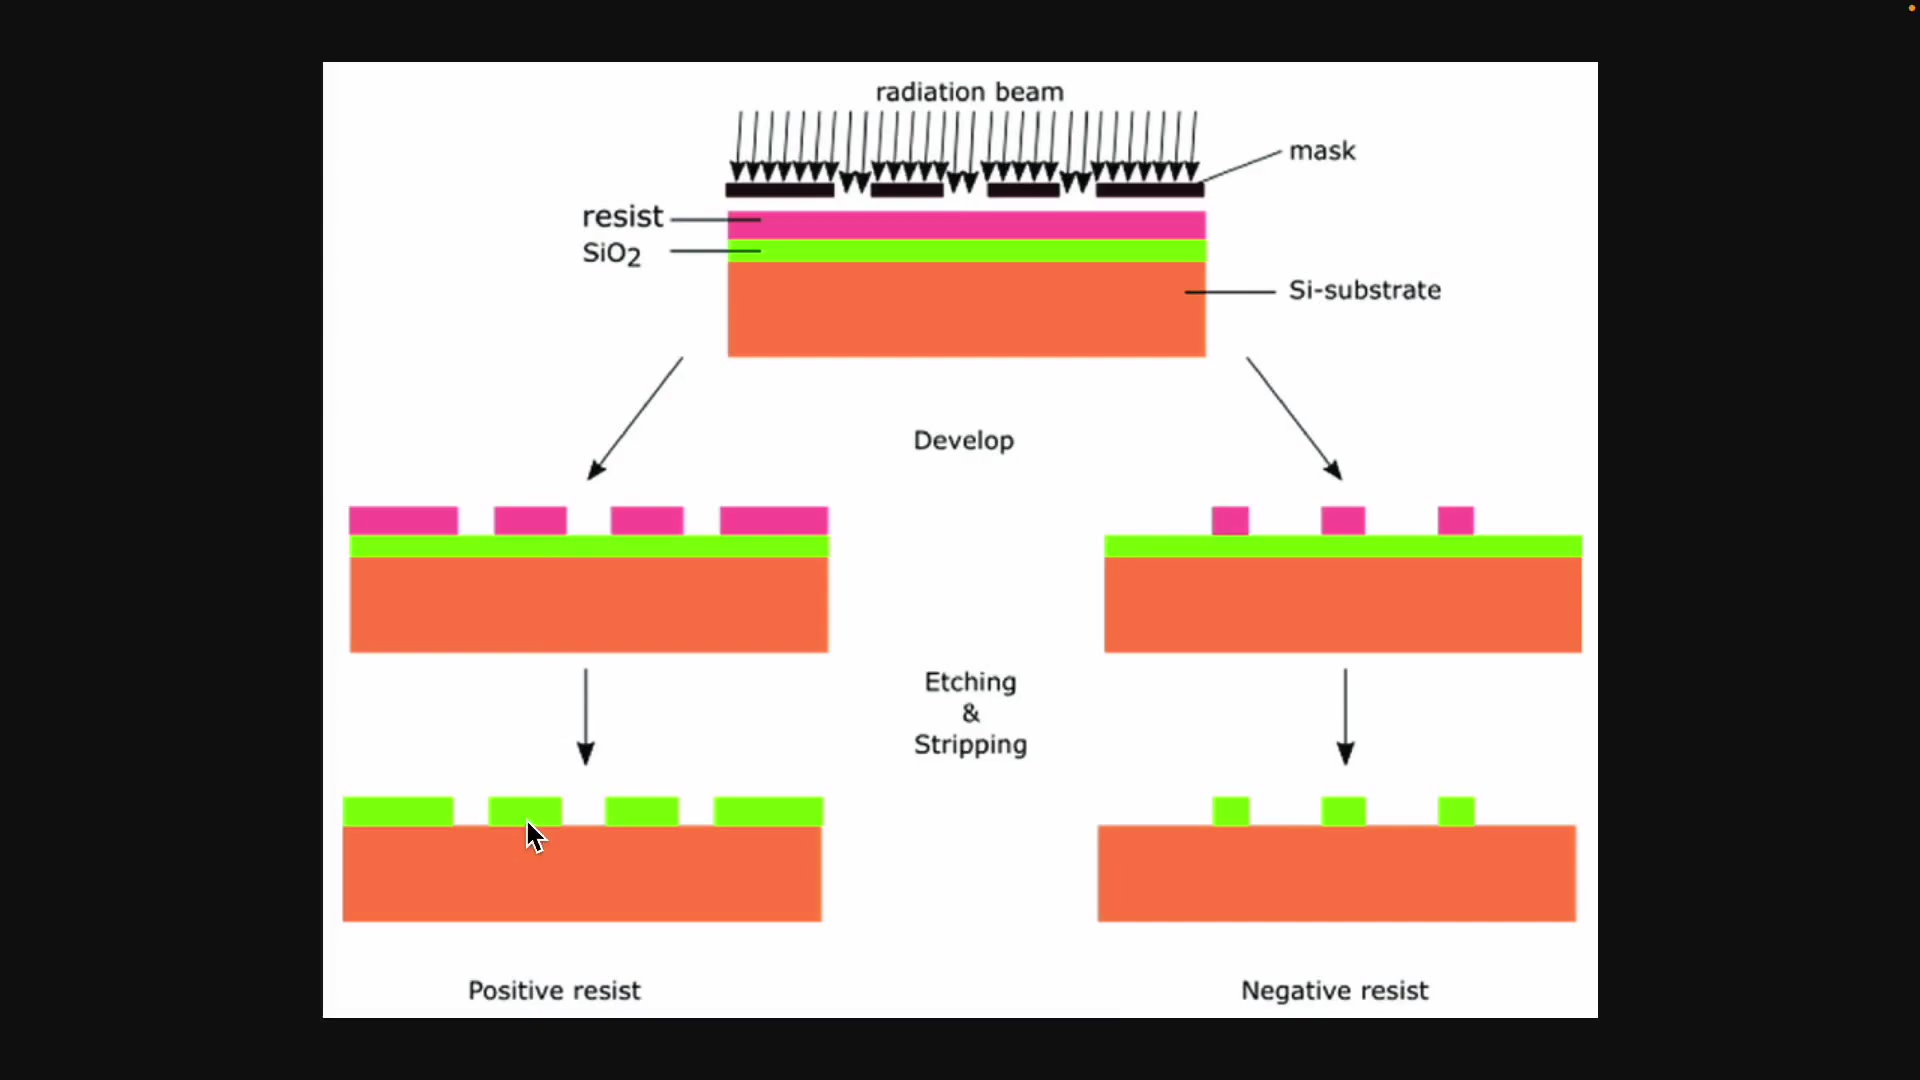 radiation beam
mask
resist
SiO2
Si-substrate
Develop
Etching
&
Stripping
Positive resist
Negative resist